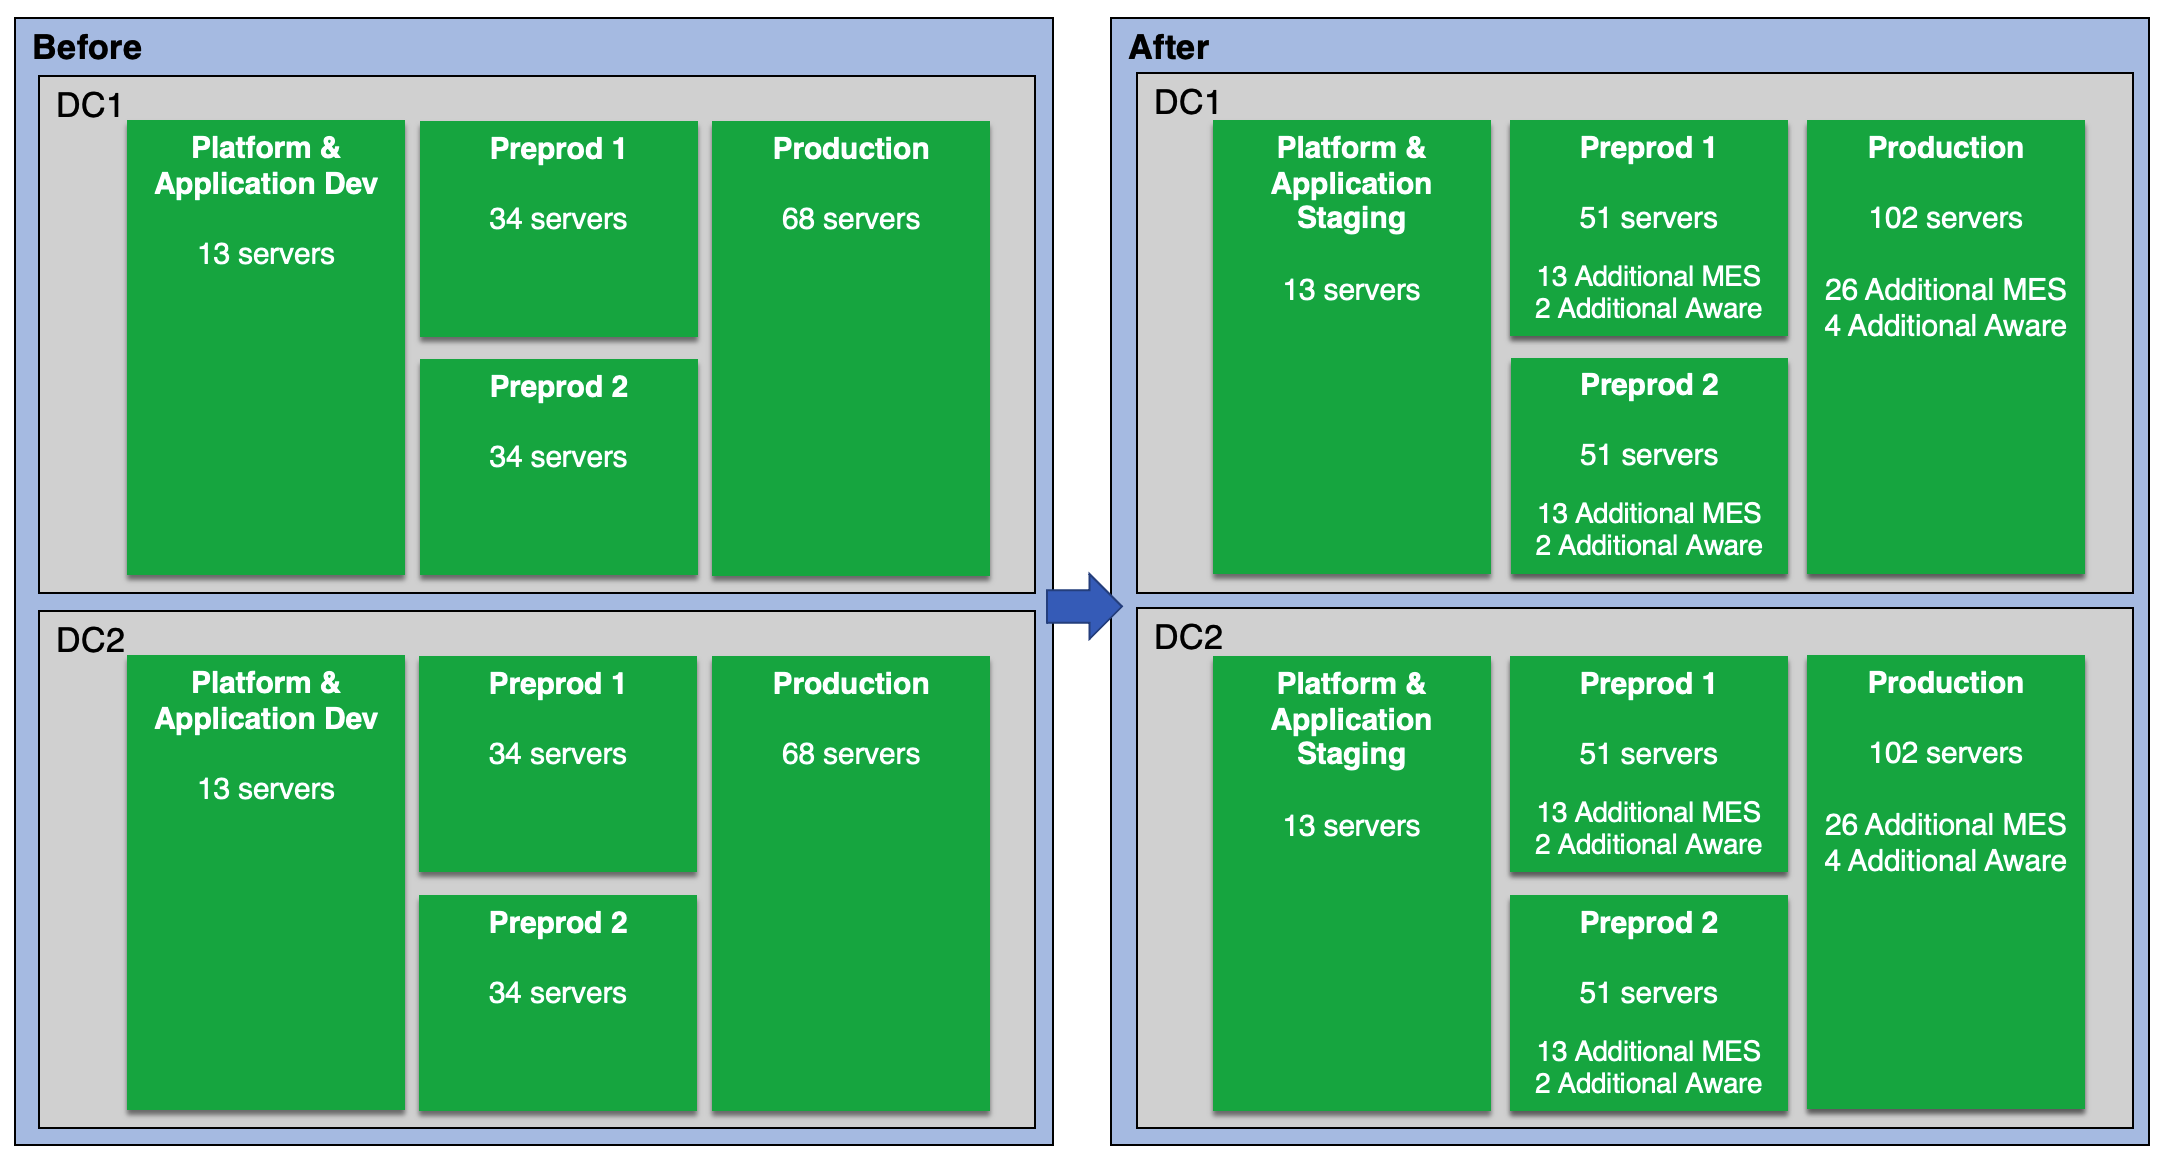 Before
DC1
Platform &
Application Dev
13 servers
Preprod 1
34 servers
Preprod 2
34 servers
Production
68 servers
DC2
Platform &
Application Dev
13 servers
Preprod 1
34 servers
Preprod 2
34 servers
Production
68 servers
After
DC1
Platform &
Application
Staging
13 servers
Preprod 1
51 servers
13 Additional MES
2 Additional Aware
Preprod 2
51 servers
13 Additional MES
2 Additional Aware
Production
102 servers
26 Additional MES
4 Additional Aware
DC2
Platform &
Application
Staging
13 servers
Preprod 1
51 servers
13 Additional MES
2 Additional Aware
Preprod 2
51 servers
13 Additional MES
2 Additional Aware
Production
102 servers
26 Additional MES
4 Additional Aware